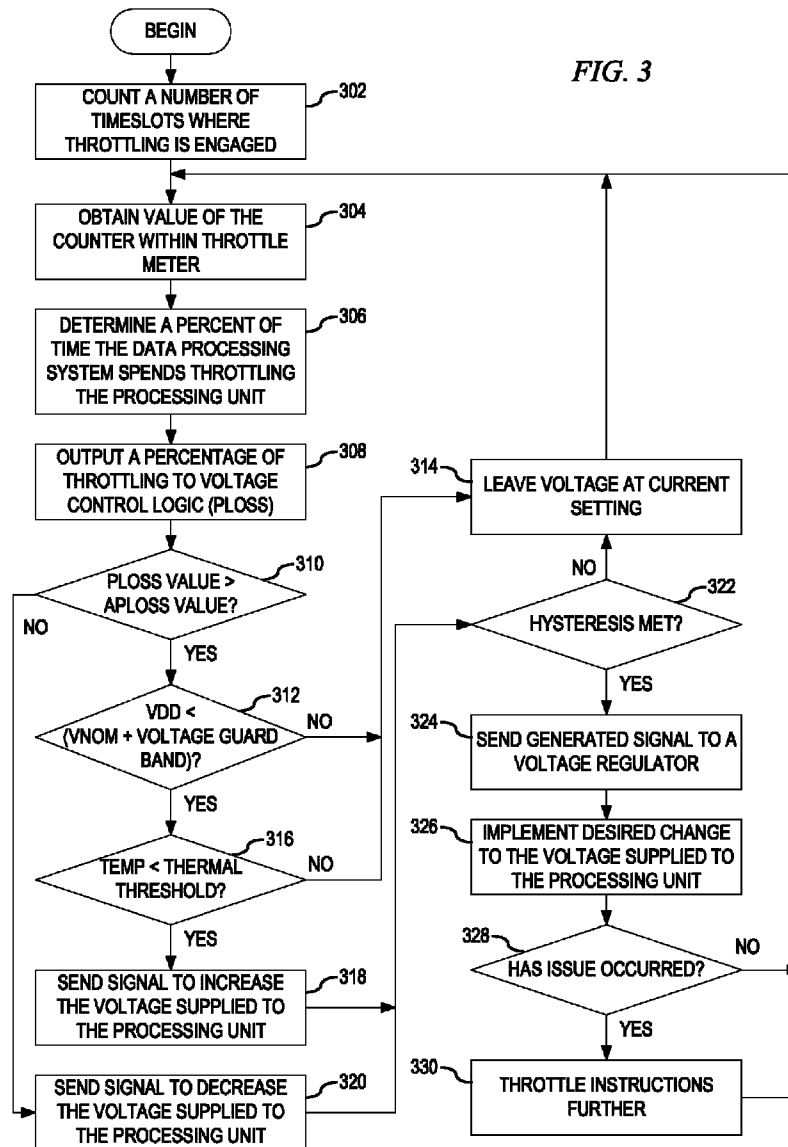 BEGIN
FIG. 3
302
COUNT A NUMBER OF
TIMESLOTS WHERE
THROTTLING IS ENGAGED
304
OBTAIN VALUE OF THE
COUNTER WITHIN THROTTLE
METER
306
DETERMINE A PERCENT OF
TIME THE DATA PROCESSING
SYSTEM SPENDS THROTTLING
THE PROCESSING UNIT
308
OUTPUT A PERCENTAGE OF
THROTTLING TO VOLTAGE
CONTROL LOGIC (PLOSS)
310
PLOSS VALUE >
APLOSS VALUE?
NO
YES
312
VDD <
(VNOM + VOLTAGE GUARD
BAND)?
NO
YES
316
TEMP < THERMAL
THRESHOLD?
NO
YES
318
SEND SIGNAL TO INCREASE
THE VOLTAGE SUPPLIED TO
THE PROCESSING UNIT
320
SEND SIGNAL TO DECREASE
THE VOLTAGE SUPPLIED TO
THE PROCESSING UNIT
314
LEAVE VOLTAGE AT CURRENT
SETTING
NO
322
HYSTERESIS MET?
YES
324
SEND GENERATED SIGNAL TO A
VOLTAGE REGULATOR
326
IMPLEMENT DESIRED CHANGE
TO THE VOLTAGE SUPPLIED TO
THE PROCESSING UNIT
328
HAS ISSUE OCCURRED?
NO
YES
330
THROTTLE INSTRUCTIONS
FURTHER